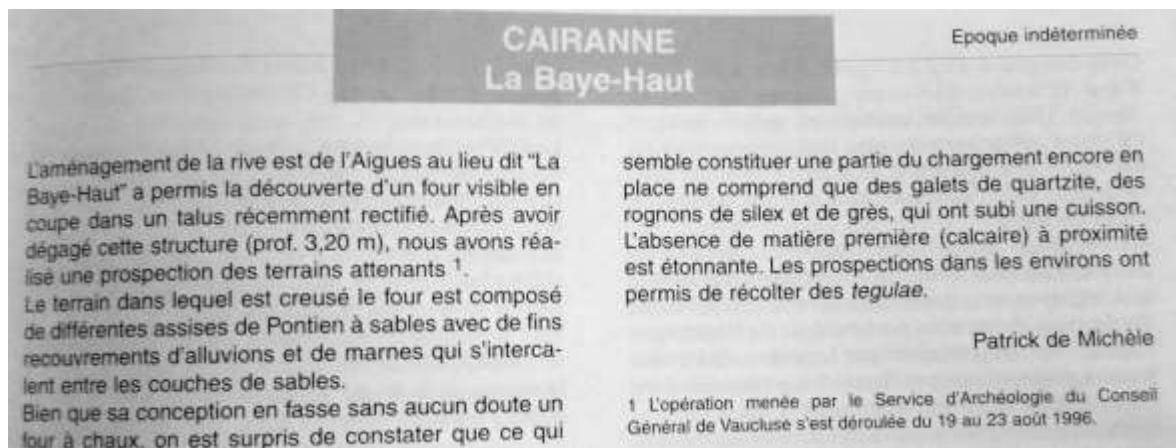 CAIRANNE
La Baye-Haut
Epoque indéterminée
L'aménagement de la rive est de l'Aigues au lieu dit "La
Baye-Haut" a permis la découverte d'un four visible en
coupe dans un talus récemment rectifié. Après avoir
dégagé cette structure (prof. 3,20 m), nous avons réa-
lisé une prospection des terrains attenants 1.
Le terrain dans lequel est creusé le four est composé
de différentes assises de Pontien à sables avec de fins
recouvrements d'alluvions et de marnes qui s'interca-
lent entre les couches de sables.
Bien que sa conception en fasse sans aucun doute un
four à chaux, on est surpris de constater que ce qui
semble constituer une partie du chargement encore en
place ne comprend que des galets de quartzite, des
rognons de silex et de grès, qui ont subi une cuisson.
L'absence de matière première (calcaire) à proximité
est étonnante. Les prospections dans les environs ont
permis de récolter des tegulae.
Patrick de Michèle
1 L'opération menée par le Service d'Archéologie du Conseil
Général de Vaucluse s'est déroulée du 19 au 23 août 1996.